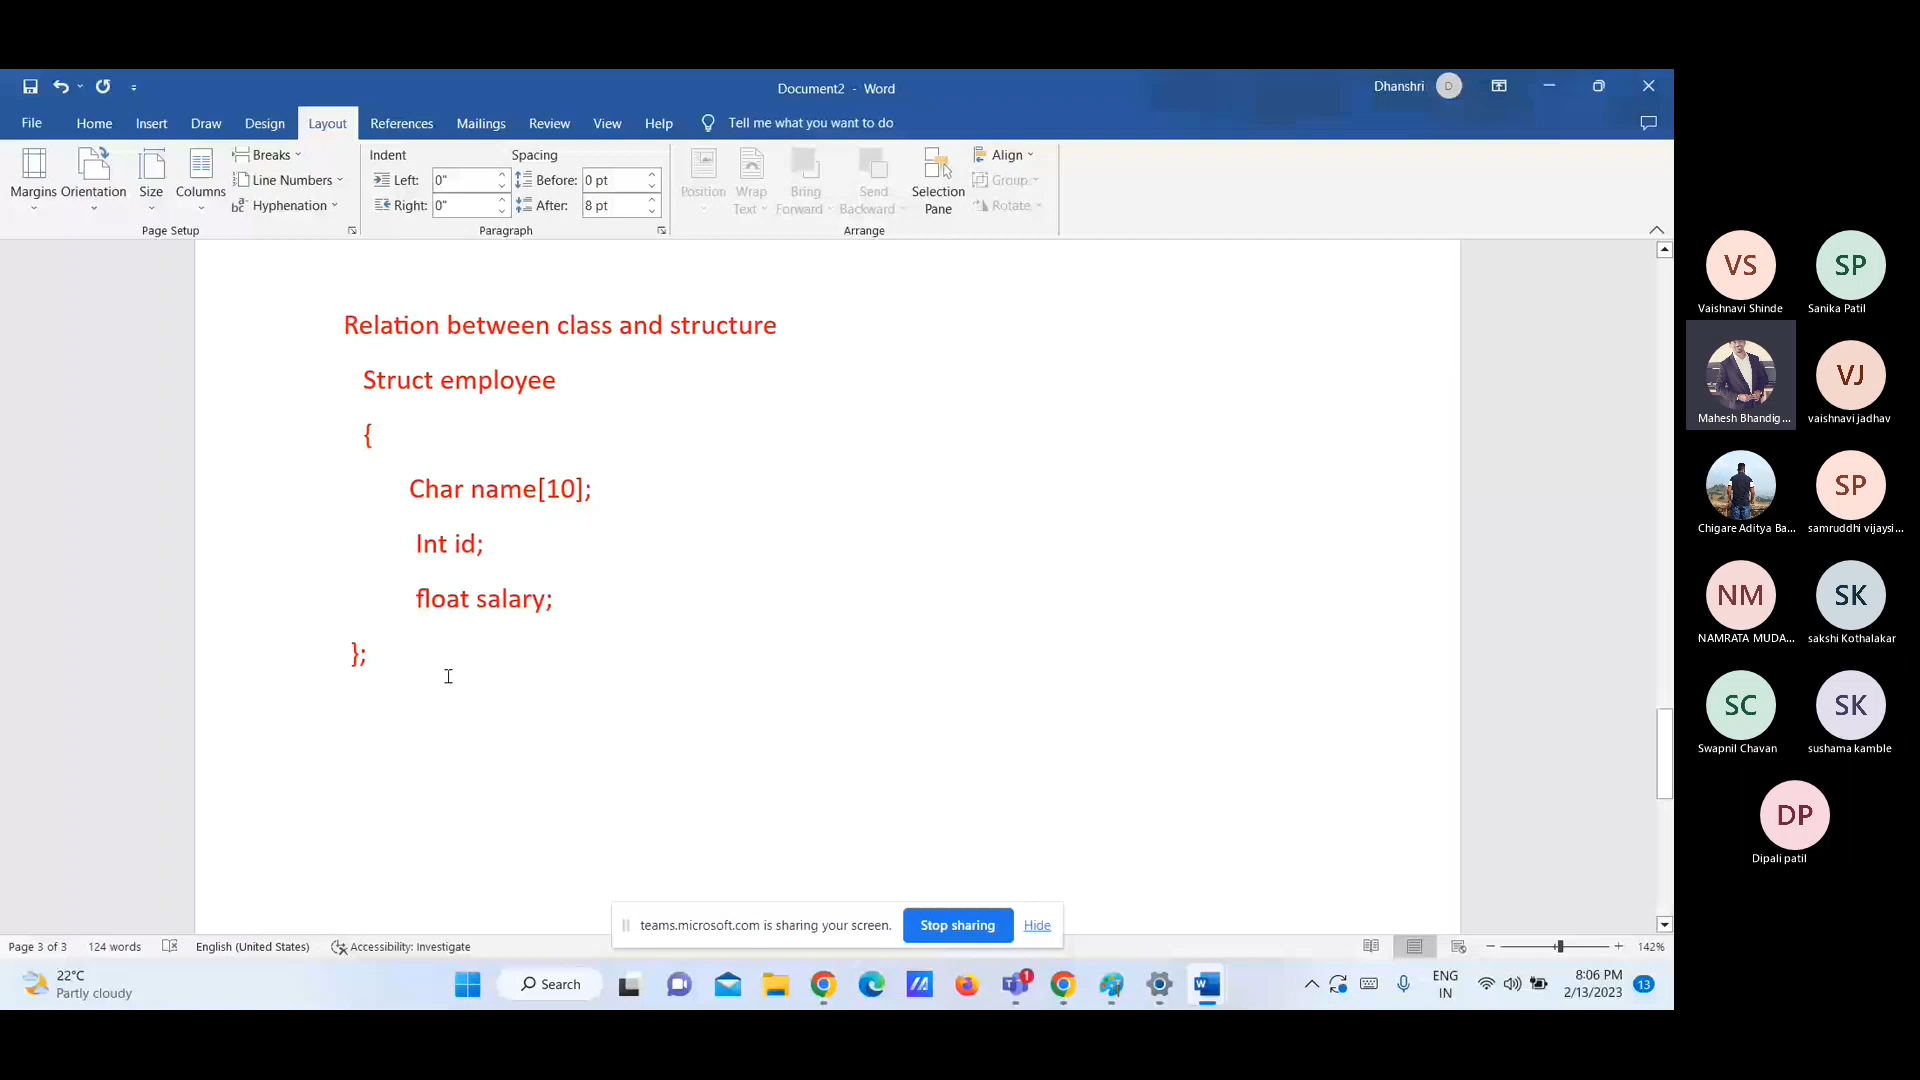 Document2 - Word
Dhanshri
D
File
Home
Insert
Draw
Design
Layout
References
Mailings
Review
View
Help
Tell me what you want to do
Margins
Orientation
Size
Columns
Breaks
Line Numbers
Hyphenation
Page Setup
Indent
Left: 0"
Right: 0"
Spacing
Before: 0 pt
After: 8 pt
Paragraph
Position
Wrap Text
Bring Forward
Send Backward
Selection Pane
Align
Group
Rotate
Arrange
Relation between class and structure
Struct employee
{
Char name[10];
Int id;
float salary;
};
teams.microsoft.com is sharing your screen.
Stop sharing
Hide
Page 3 of 3
124 words
English (United States)
Accessibility: Investigate
142%
22°C
Partly cloudy
Search
1
W
ENG
IN
8:06 PM
2/13/2023
13
VS
Vaishnavi Shinde
SP
Sanika Patil
Mahesh Bhandig...
VJ
vaishnavi jadhav
Chigare Aditya Ba...
SP
samruddhi vijaysi...
NM
NAMRATA MUDA...
SK
sakshi Kothalakar
SC
Swapnil Chavan
SK
sushama kamble
DP
Dipali patil